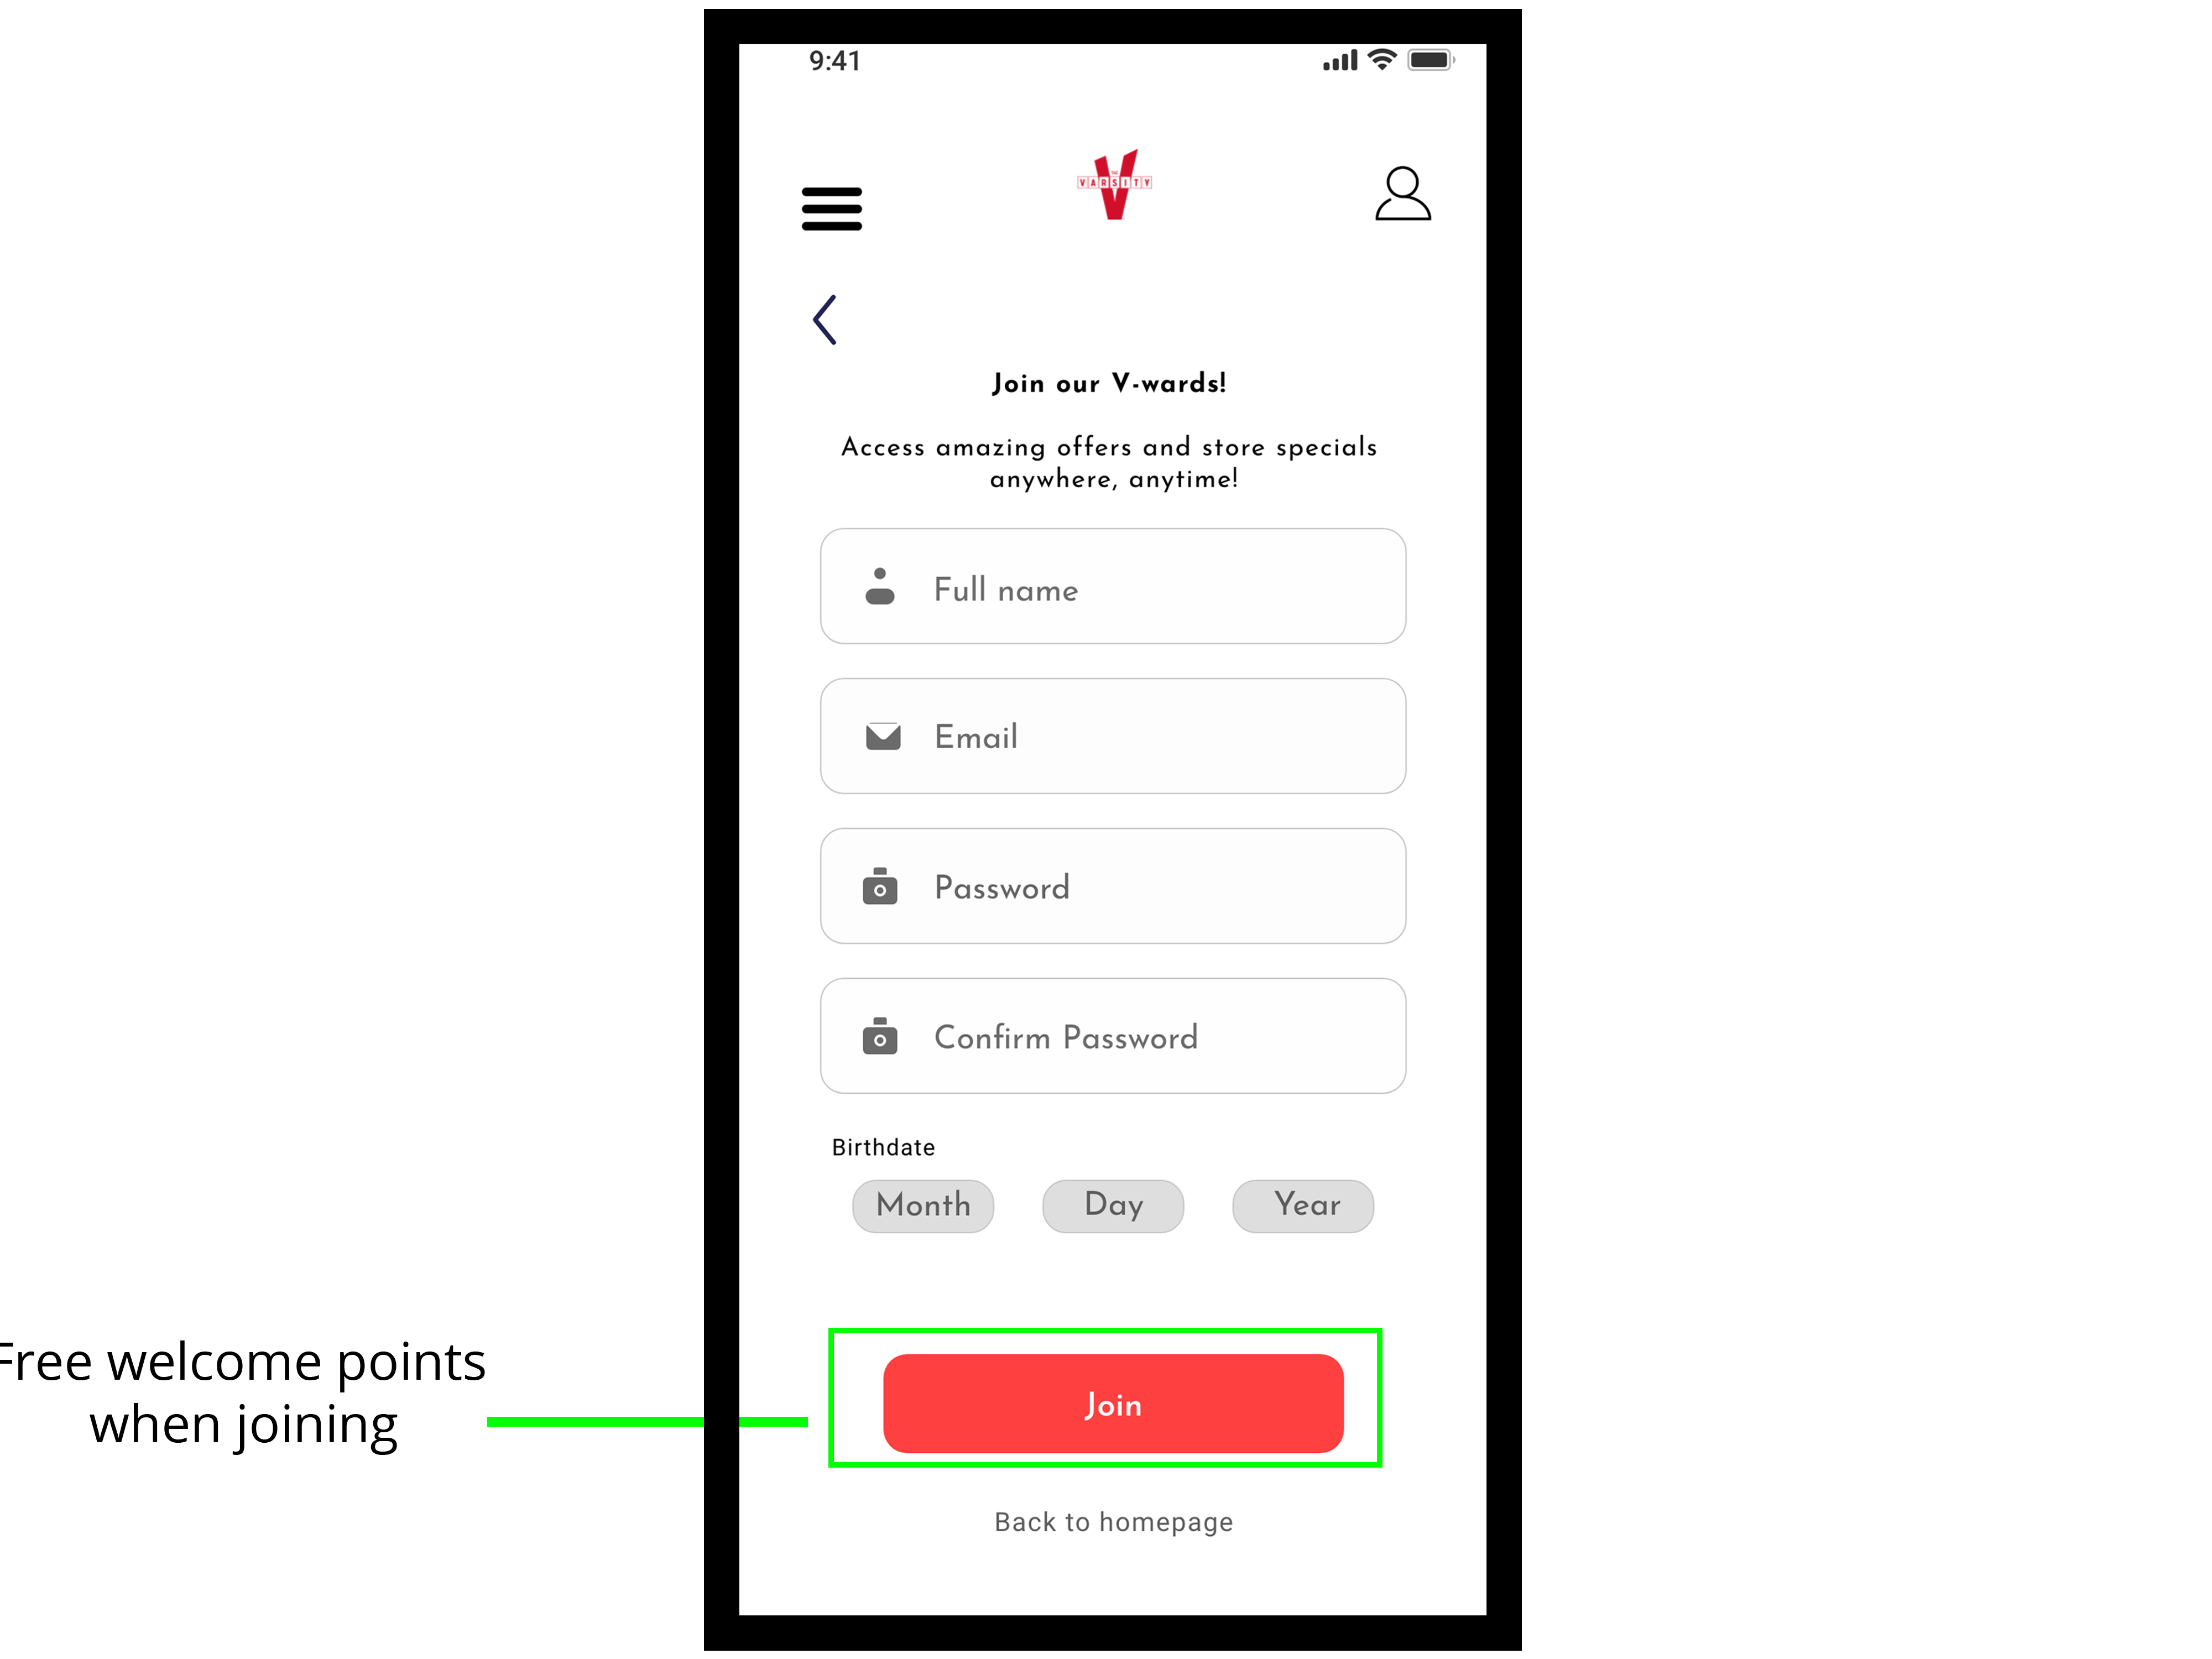 9:41
THE
VARSITY
Join our V-wards!
Access amazing offers and store specials
anywhere, anytime!
Full name
Email
Password
Confirm Password
Birthdate
Month Day Year
Free welcome points
when joining
Join
Back to homepage